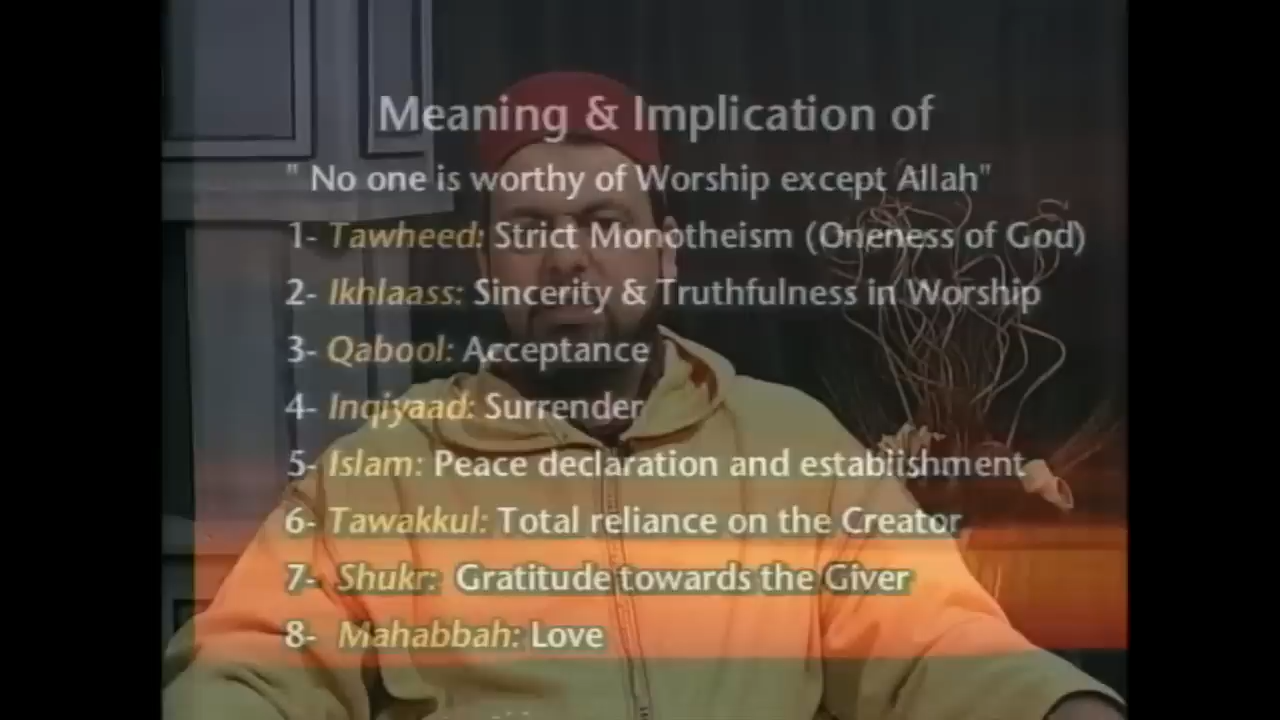 Meaning & Implication of
" No one is worthy of Worship except Allah"
1- Tawheed: Strict Monotheism (Oneness of God)
2- Ikhlaass: Sincerity & Truthfulness in Worship
3- Qabool: Acceptance
4- Inqiyaad: Surrender
5- Islam: Peace declaration and establishment
6- Tawakkul: Total reliance on the Creator
7- Shukr: Gratitude towards the Giver
8- Mahabbah: Love